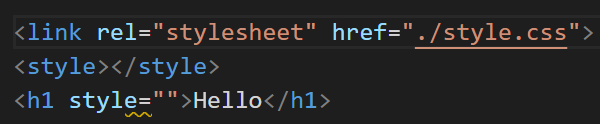 <link rel="stylesheet" href="./style.css">
<style></style>
<h1 style="">Hello</h1>